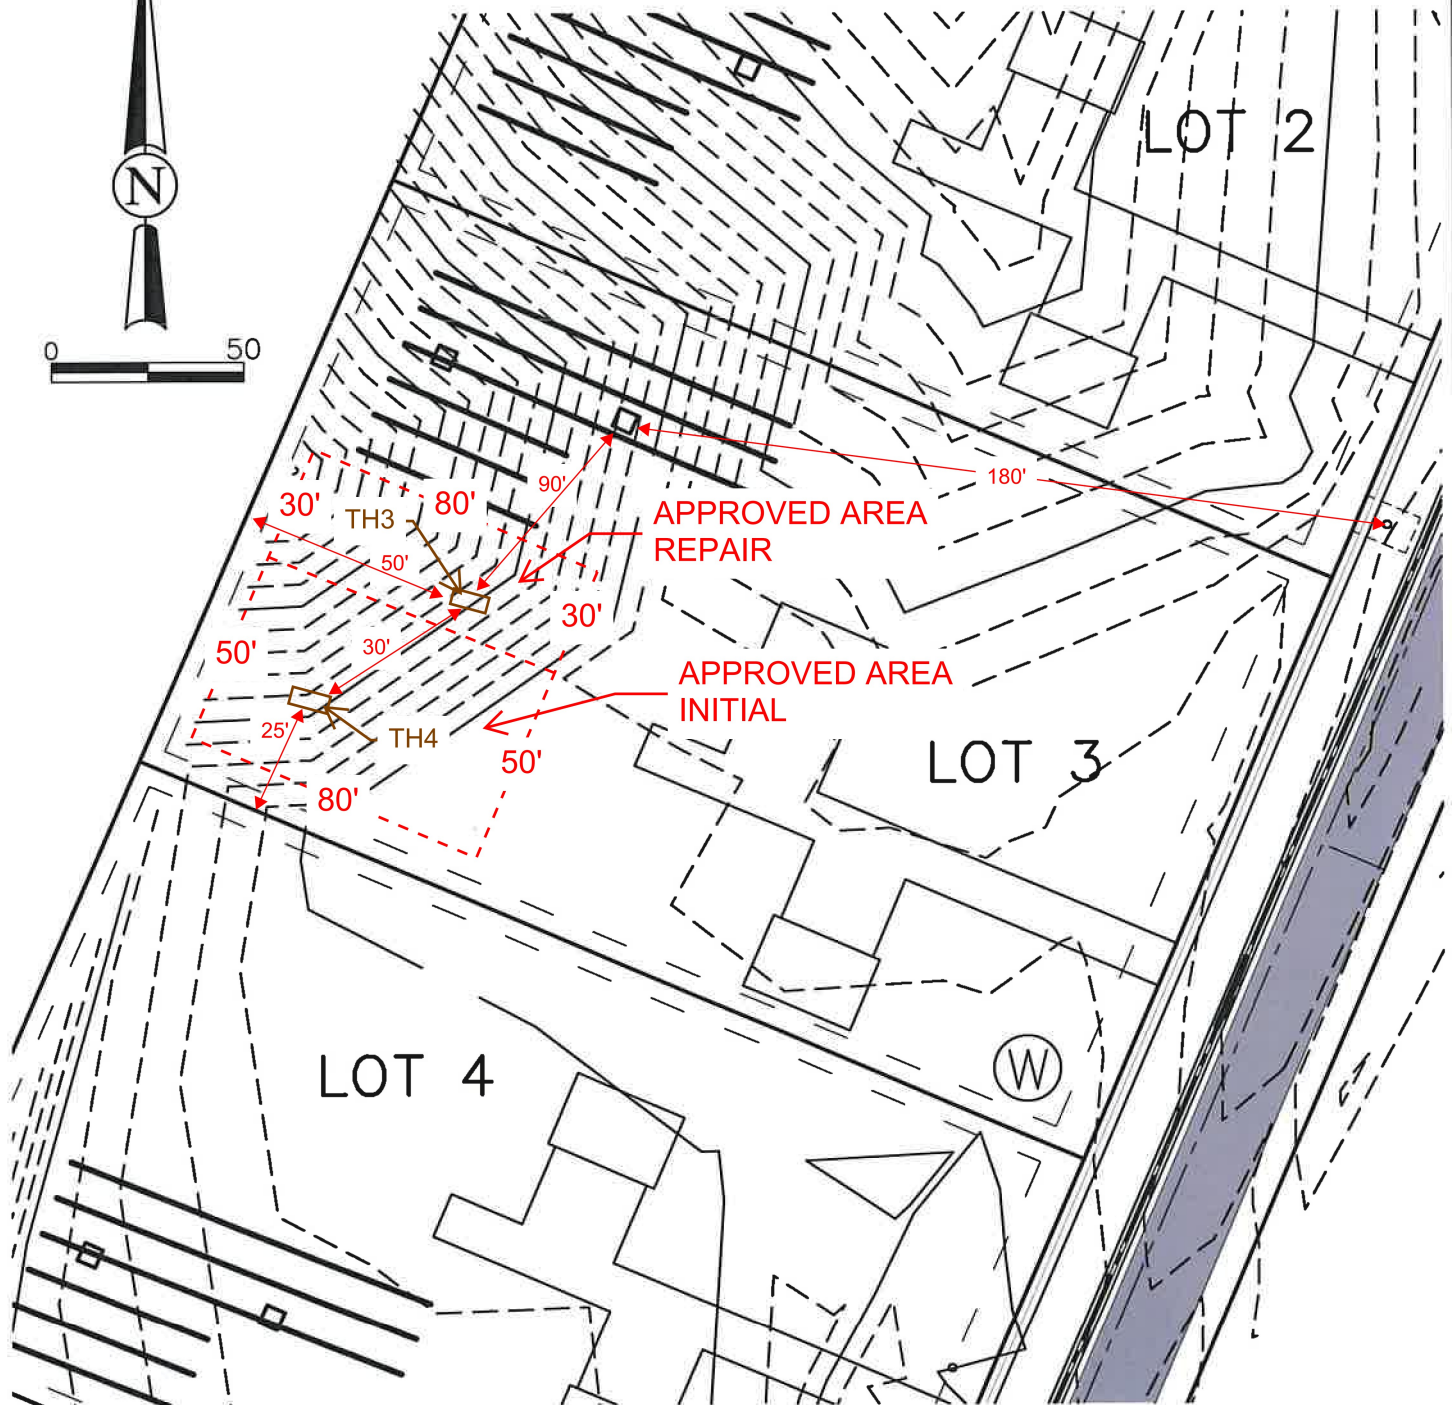 LOT 2
N
0 50
180'
90'
30'
80'
TH3
APPROVED AREA
REPAIR
50'
30'
50'
30'
APPROVED AREA
INITIAL
25'
TH4
50'
LOT 3
80'
W
LOT 4